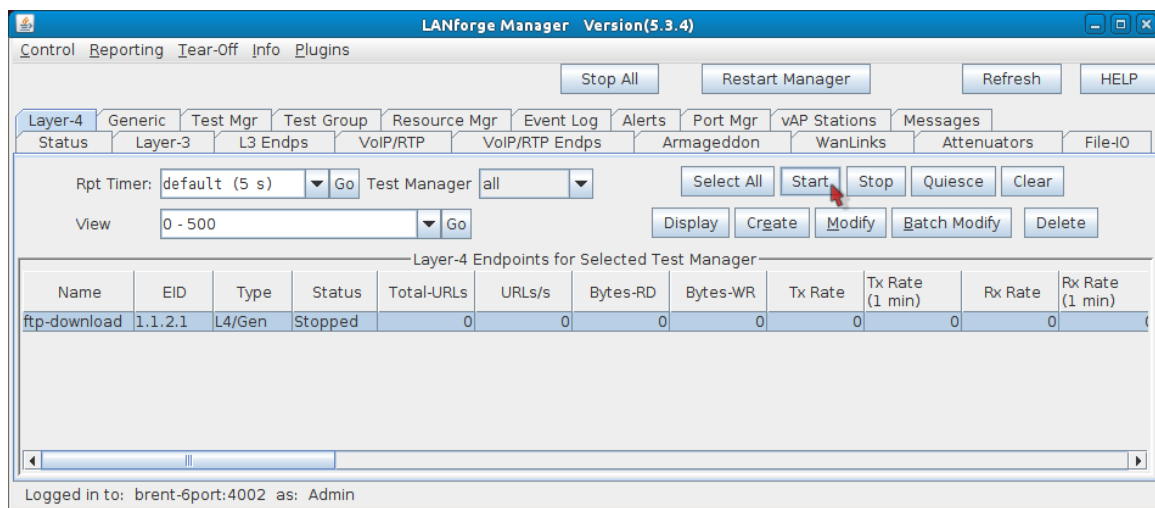 LANforge Manager Version(5.3.4)
Control Reporting Tear-Off Info Plugins
Stop All Restart Manager Refresh HELP
Layer-4 Generic Test Mgr Test Group Resource Mgr Event Log Alerts Port Mgr vAP Stations Messages
Status Layer-3 L3 Endps VoIP/RTP VoIP/RTP Endps Armageddon WanLinks Attenuators File-IO
Rpt Timer: default (5 s) Go Test Manager all Select All Start Stop Quiesce Clear
View 0 - 500 Go Display Create Modify Batch Modify Delete
Layer-4 Endpoints for Selected Test Manager
Name EID Type Status Total-URLs URLs/s Bytes-RD Bytes-WR Tx Rate Tx Rate (1 min) Rx Rate Rx Rate (1 min)
ftp-download 1.1.2.1 L4/Gen Stopped 0 0 0 0 0 0 0
Logged in to: brent-6port:4002 as: Admin